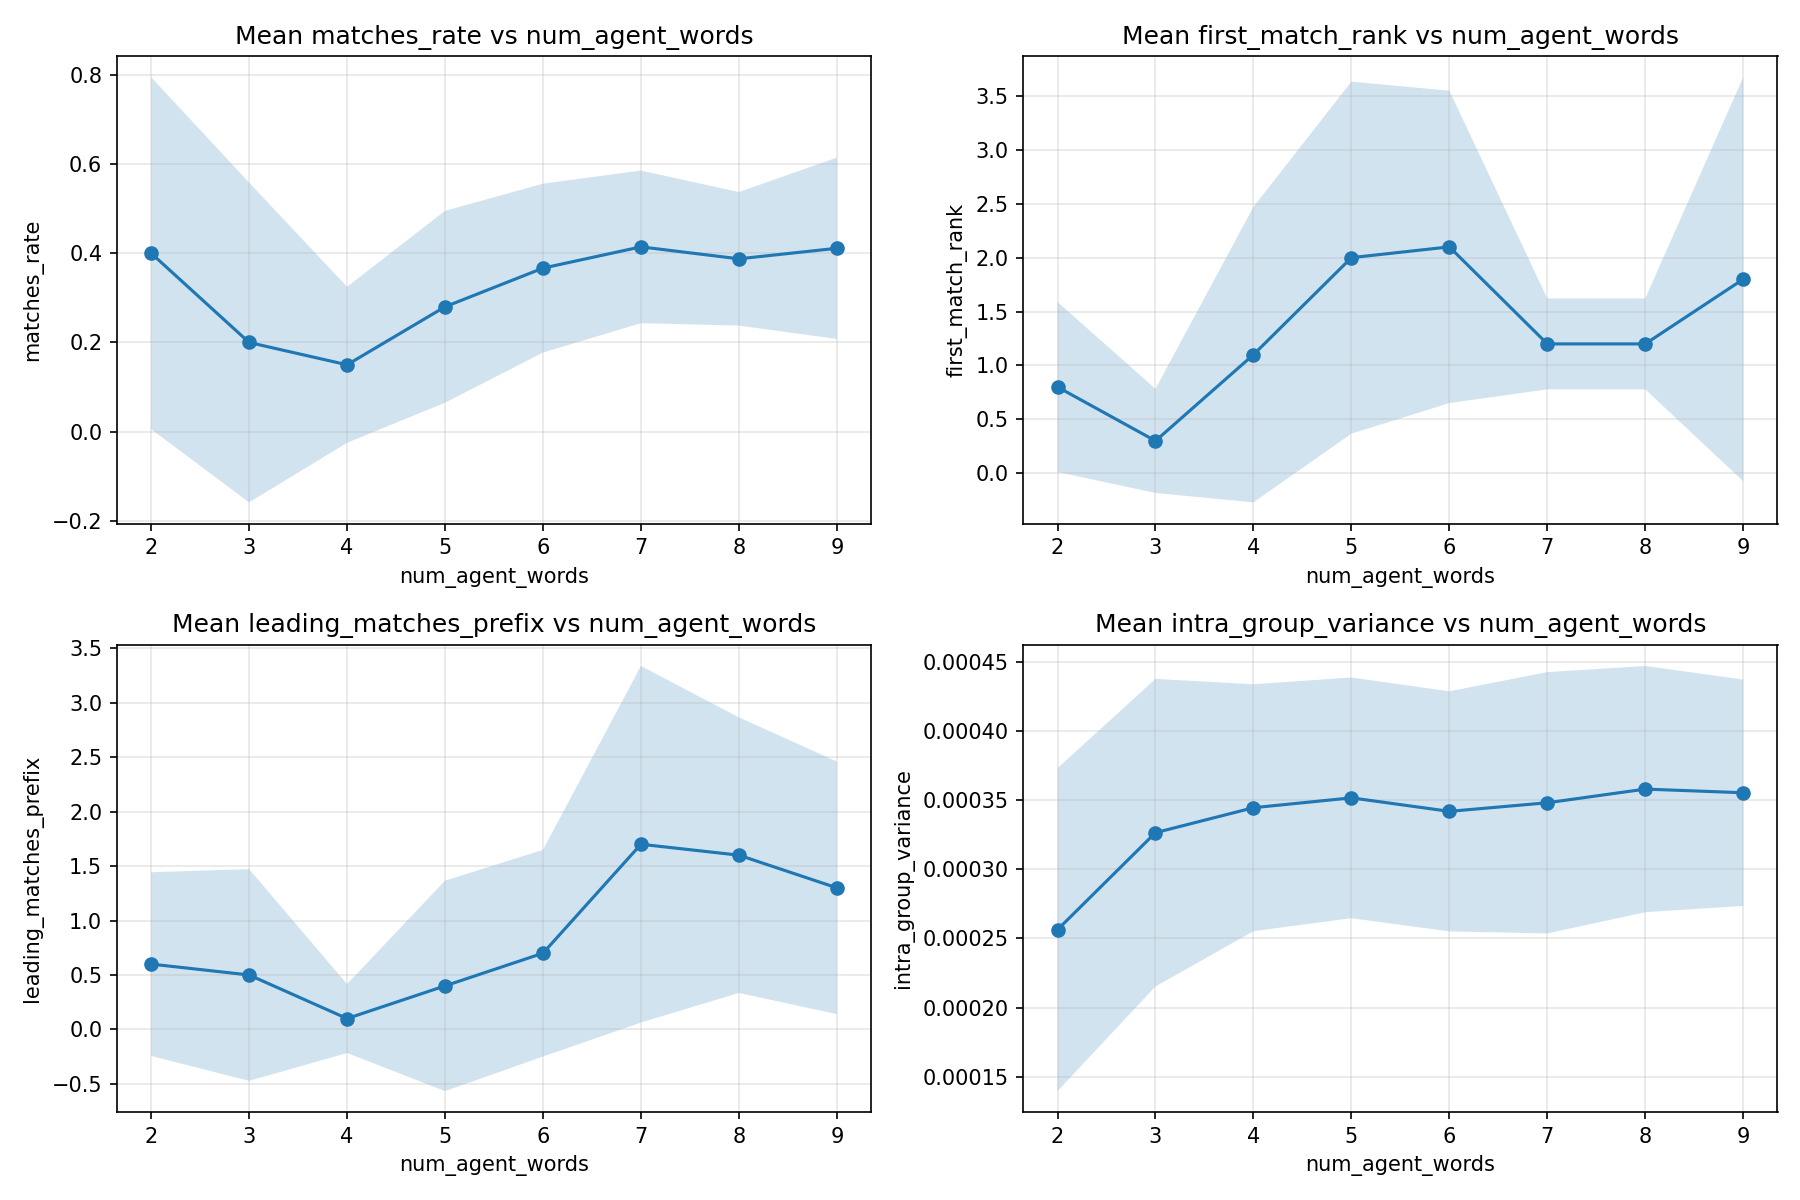 Mean matches_rate vs num_agent_words
matches_rate
0.8
0.6
0.4
0.2
0.0
−0.2
2 3 4 5 6 7 8 9
num_agent_words
Mean first_match_rank vs num_agent_words
first_match_rank
3.5
3.0
2.5
2.0
1.5
1.0
0.5
0.0
2 3 4 5 6 7 8 9
num_agent_words
Mean leading_matches_prefix vs num_agent_words
leading_matches_prefix
3.5
3.0
2.5
2.0
1.5
1.0
0.5
0.0
−0.5
2 3 4 5 6 7 8 9
num_agent_words
Mean intra_group_variance vs num_agent_words
intra_group_variance
0.00045
0.00040
0.00035
0.00030
0.00025
0.00020
0.00015
2 3 4 5 6 7 8 9
num_agent_words